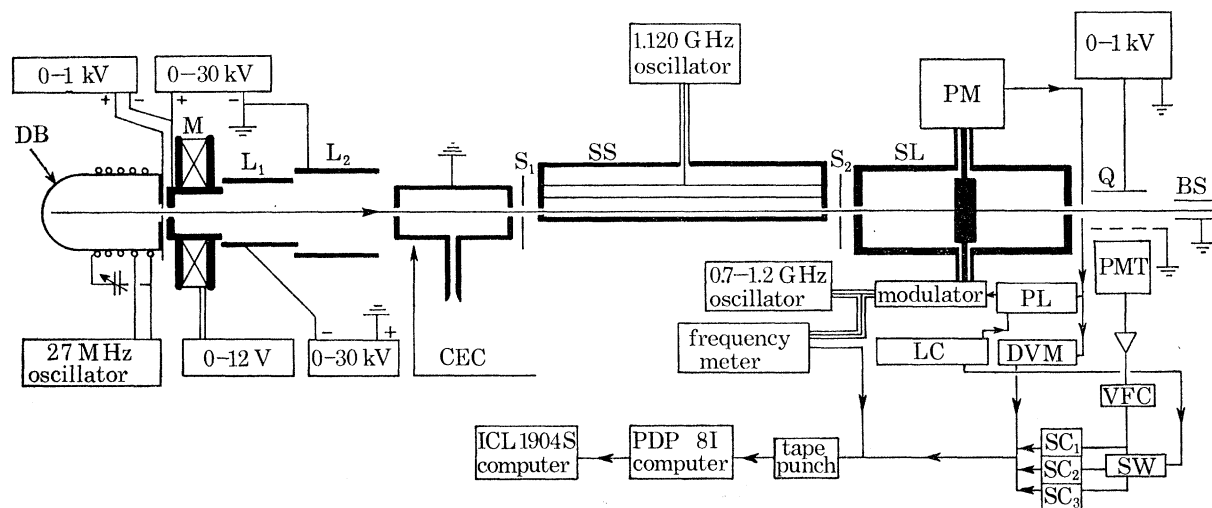 0–1 kV
+ −
0–30 kV
+ −
DB
M
L₁
L₂
1.120 GHz
oscillator
S₁
SS
S₂
SL
PM
0–1 kV
Q
BS
PMT
27 MHz
oscillator
0–12 V
− +
0–30 kV
CEC
0.7–1.2 GHz
oscillator
modulator
PL
frequency
meter
LC
DVM
VFC
ICL 1904S
computer
PDP 8I
computer
tape
punch
SC₁
SC₂
SC₃
SW